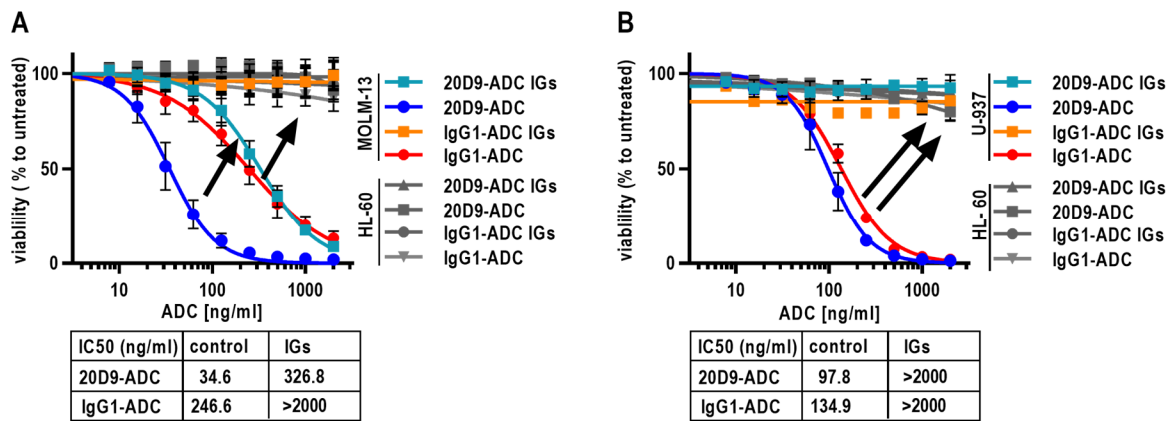 A
viablility ( % to untreated)
100
50
0
10
100
1000
ADC [ng/ml]
MOLM-13
20D9-ADC IGs
20D9-ADC
IgG1-ADC IGs
IgG1-ADC
HL-60
20D9-ADC IGs
20D9-ADC
IgG1-ADC IGs
IgG1-ADC
IC50 (ng/ml) control IGs
20D9-ADC 34.6 326.8
IgG1-ADC 246.6 >2000
B
viablility (% to untreated)
100
50
0
10
100
1000
ADC [ng/ml]
U-937
20D9-ADC IGs
20D9-ADC
IgG1-ADC IGs
IgG1-ADC
HL- 60
20D9-ADC IGs
20D9-ADC
IgG1-ADC IGs
IgG1-ADC
IC50 (ng/ml) control IGs
20D9-ADC 97.8 >2000
IgG1-ADC 134.9 >2000